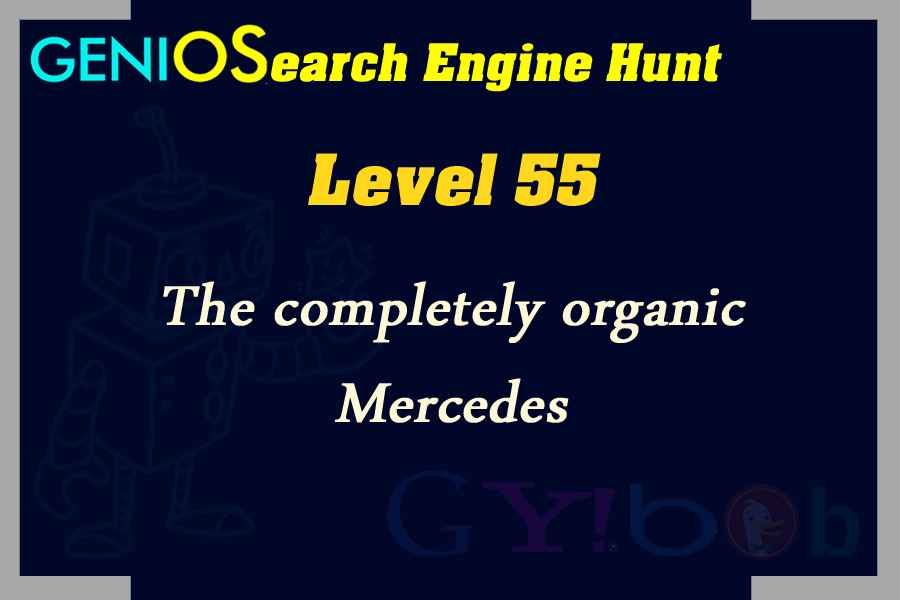 GENIOSearch Engine Hunt
Level 55
The completely organic
Mercedes
G Y! b b